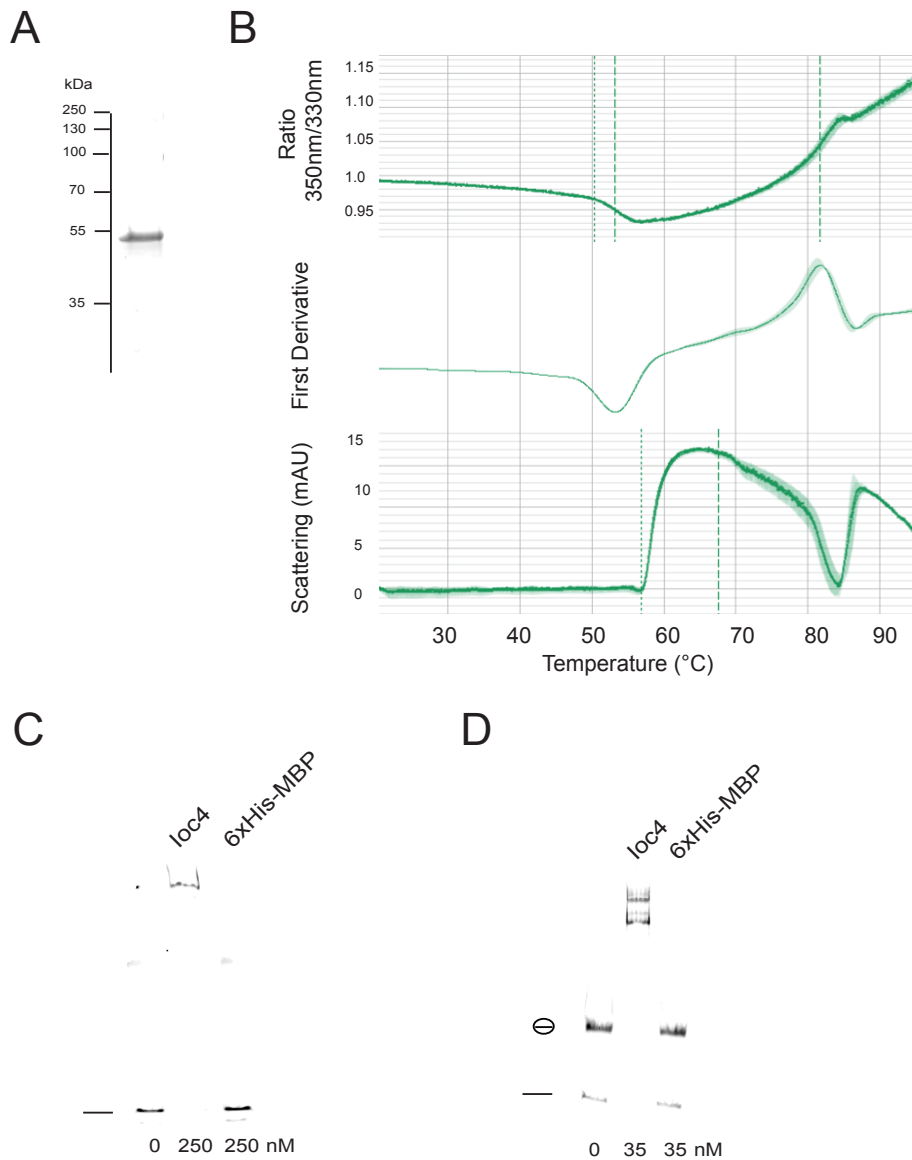 A
kDa
250
130
100
70
55
35
B
Ratio
350nm/330nm
1.15
1.10
1.05
1.0
0.95
First Derivative
Scattering (mAU)
15
10
5
0
30 40 50 60 70 80 90
Temperature (°C)
C
Ioc4
6xHis-MBP
0 250 250 nM
D
Ioc4
6xHis-MBP
0 35 35 nM